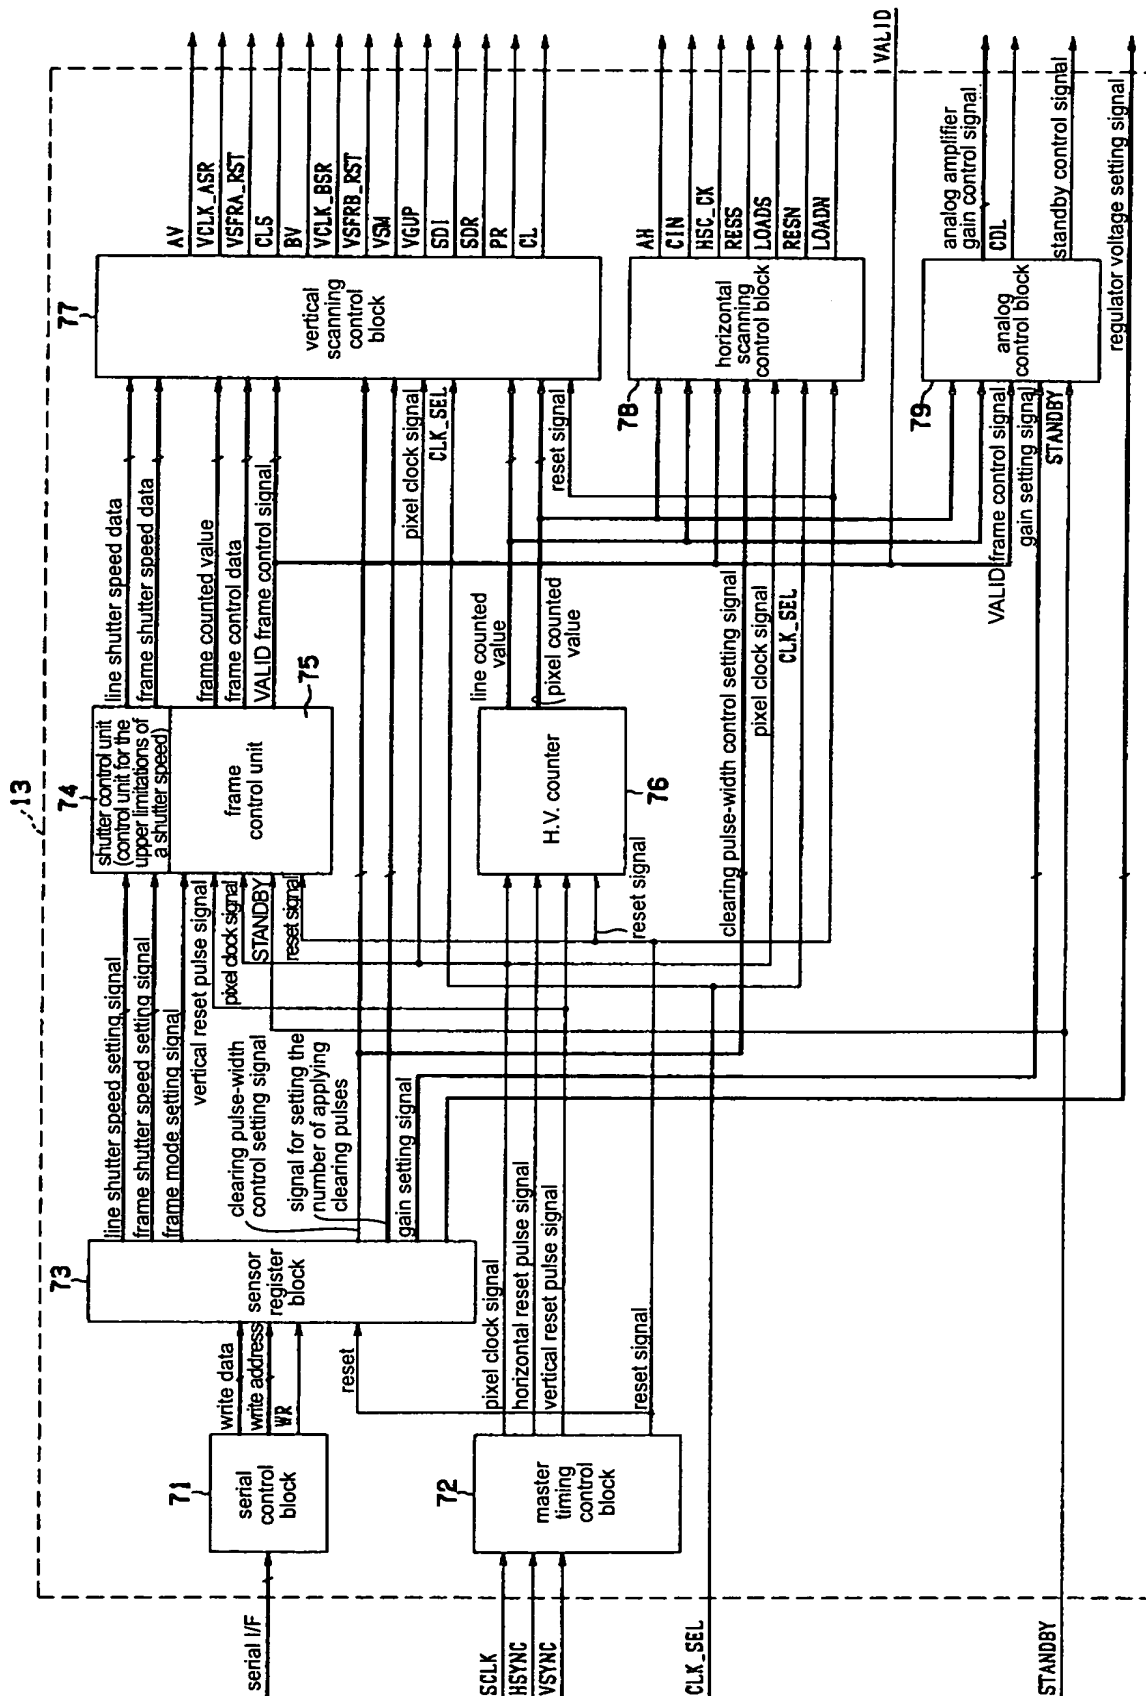 13
serial I/F
SCLK
HSYNC
VSYNC
CLK_SEL
STANDBY
71
serial
control
block
write data
write address
WR
72
master
timing
control
block
reset
pixel clock signal
horizontal reset pulse signal
vertical reset pulse signal
reset signal
73
sensor
register
block
line shutter speed setting signal
frame shutter speed setting signal
frame mode setting signal
vertical reset pulse signal
pixel clock signal
STANDBY
reset signal
clearing pulse-width
control setting signal
signal for setting the
number of applying
clearing pulses
gain setting signal
74
shutter control unit
(control unit for the
upper limitations of
a shutter speed)
frame
control unit
75
line shutter speed data
frame shutter speed data
frame counted value
frame control data
VALID frame control signal
H.V. counter
76
reset signal
line counted
value
pixel counted
value
clearing pulse-width control setting signal
pixel clock signal
CLK_SEL
pixel clock signal
CLK_SEL
reset signal
77
vertical
scanning
control
block
AV
VCLK_ASR
VSFRA_RST
CLS
BV
VCLK_BSR
VSFRB_RST
VSM
VGUP
SDI
SDR
PR
CL
78
horizontal
scanning
control block
AH
CIN
HSC_CK
RESS
LOADS
RESN
LOADN
VALID
79
VALID frame control signal
gain setting signal
STANDBY
analog
control block
analog amplifier
gain control signal
CDL
standby control signal
regulator voltage setting signal